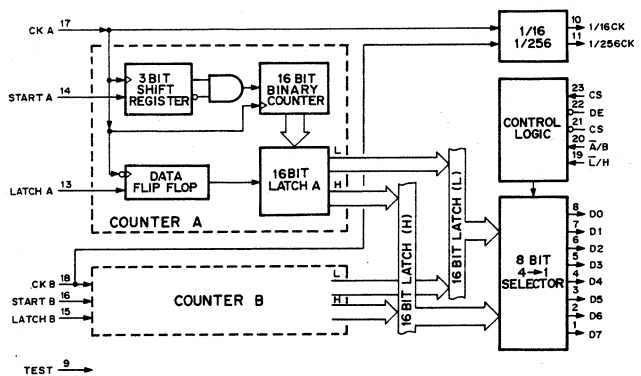 CK A 17
1/16
1/256
10 1/16CK
11 1/256CK
3 BIT
SHIFT
REGISTER
16 BIT
BINARY
COUNTER
START A 14
CONTROL
LOGIC
23 CS
22 DE
21 CS
20 A/B
19 L/H
DATA
FLIP FLOP
16 BIT
LATCH A
L
H
LATCH A 13
COUNTER A
16 BIT LATCH (H)
16 BIT LATCH (L)
8 BIT
4→1
SELECTOR
8 D0
7 D1
6 D2
5 D3
4 D4
3 D5
2 D6
1 D7
CK B 18
START B 16
LATCH B 15
COUNTER B
L
H
TEST 9